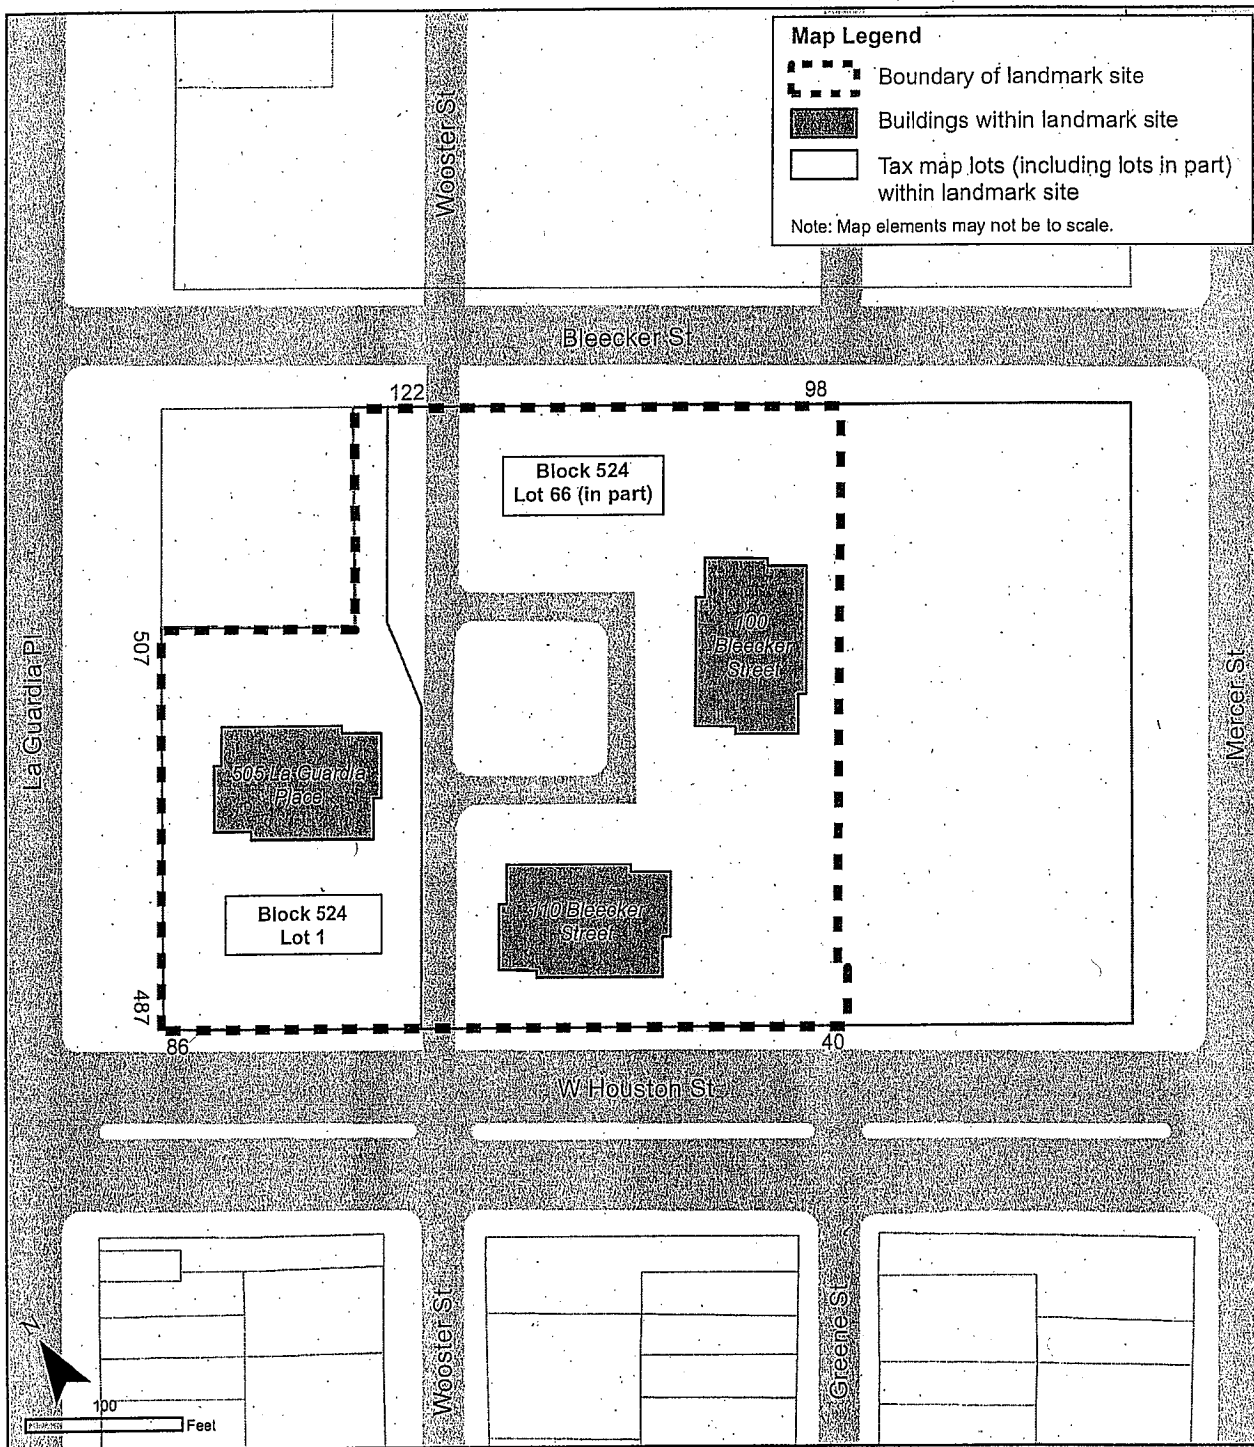 Map Legend
Boundary of landmark site
Buildings within landmark site
Tax map lots (including lots in part)
within landmark site
Note: Map elements may not be to scale.
Wooster St
Bleecker St
122
98
Block 524
Lot 66 (in part)
100
Bleecker
Street
507
La Guardia Pl
Mercer St
505 La Guardia
Place
110 Bleecker
Street
Block 524
Lot 1
487
86
40
W Houston St
Wooster St
Greene St
N
100
Feet